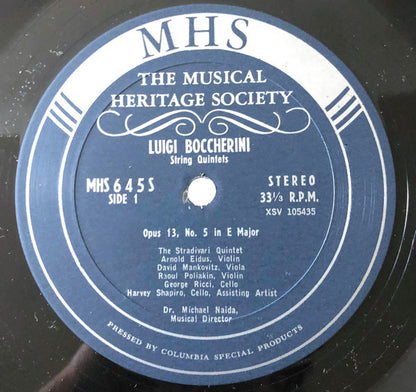 MHS
THE MUSICAL
HERITAGE SOCIETY
LUIGI BOCCHERINI
String Quintets
MHS 645 S
SIDE 1
STEREO
33⅓ R.P.M.
XSV 105435
Opus 13, No. 5 in E Major
The Stradivari Quintet
Arnold Eidus, Violin
David Mankovitz, Viola
Raoul Poliakin, Violin
George Ricci, Cello
Harvey Shapiro, Cello, Assisting Artist
Dr. Michael Naida,
Musical Director
PRESSED BY COLUMBIA SPECIAL PRODUCTS